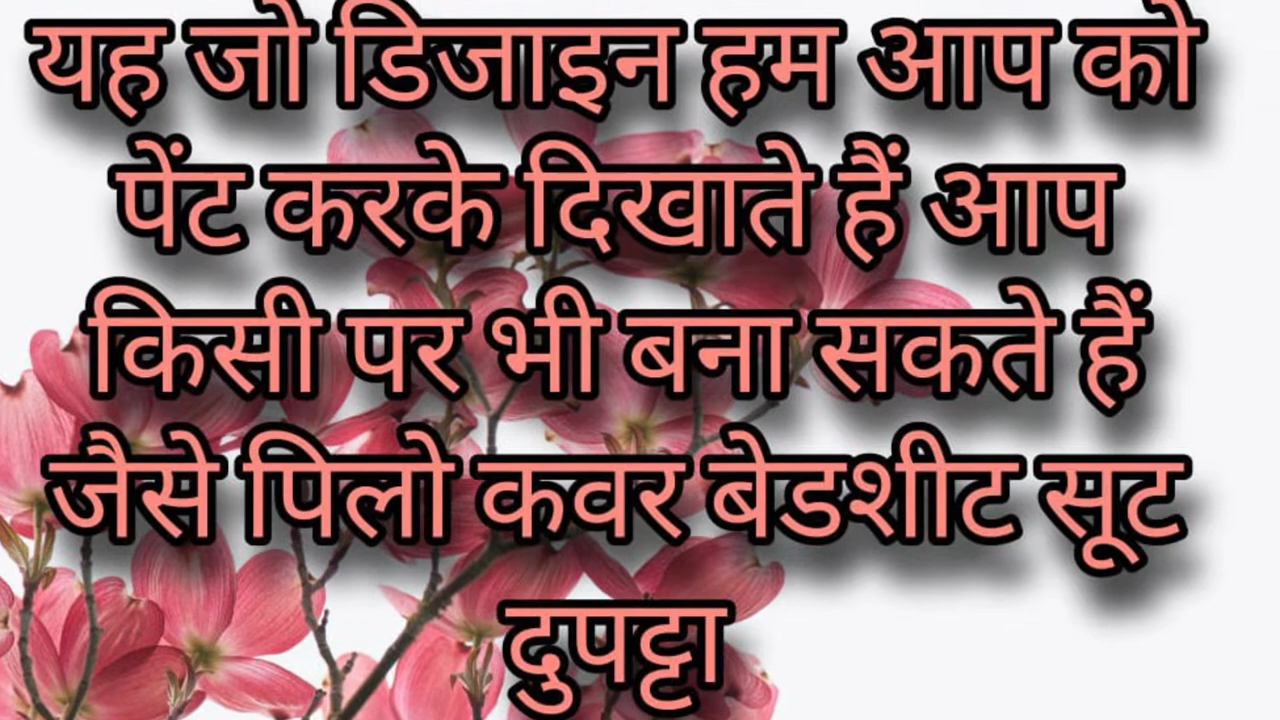 यह जो डिजाइन हम आप को
पेंट करके दिखाते हैं आप
किसी पर भी बना सकते हैं
जैसे पिलो कवर बेडशीट सूट
दुपट्टा